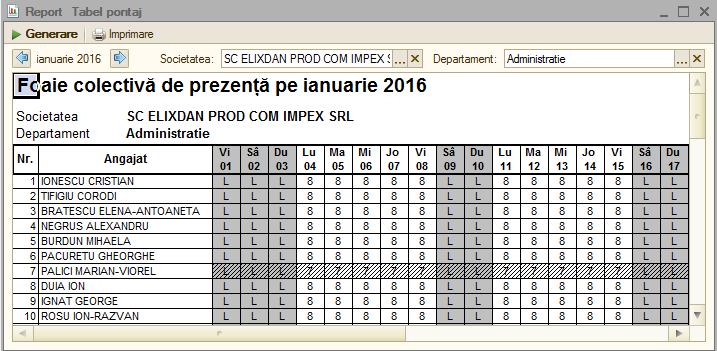 Report Tabel pontaj
Generare Imprimare
ianuarie 2016 Societatea: SC ELIXDAN PROD COM IMPEX S ... × Departament: Administratie ... ×
Foaie colectivă de prezenţă pe ianuarie 2016
Societatea SC ELIXDAN PROD COM IMPEX SRL
Departament Administratie
Nr. Angajat Vi 01 Sâ 02 Du 03 Lu 04 Ma 05 Mi 06 Jo 07 Vi 08 Sâ 09 Du 10 Lu 11 Ma 12 Mi 13 Jo 14 Vi 15 Sâ 16 Du 17
1 IONESCU CRISTIAN L L L 8 8 8 8 8 L L 8 8 8 8 8 L L
2 TIFIGIU CORODI L L L 8 8 8 8 8 L L 8 8 8 8 8 L L
3 BRATESCU ELENA-ANTOANETA L L L 8 8 8 8 8 L L 8 8 8 8 8 L L
4 NEGRUS ALEXANDRU L L L 8 8 8 8 8 L L 8 8 8 8 8 L L
5 BURDUN MIHAELA L L L 8 8 8 8 8 L L 8 8 8 8 8 L L
6 PACURETU GHEORGHE L L L 8 8 8 8 8 L L 8 8 8 8 8 L L
7 PALICI MARIAN-VIOREL L L L L L L L
8 DUIA ION L L L 8 8 8 8 8 L L 8 8 8 8 8 L L
9 IGNAT GEORGE L L L 8 8 8 8 8 L L 8 8 8 8 8 L L
10 ROSU ION-RAZVAN L L L 8 8 8 8 8 L L 8 8 8 8 8 L L